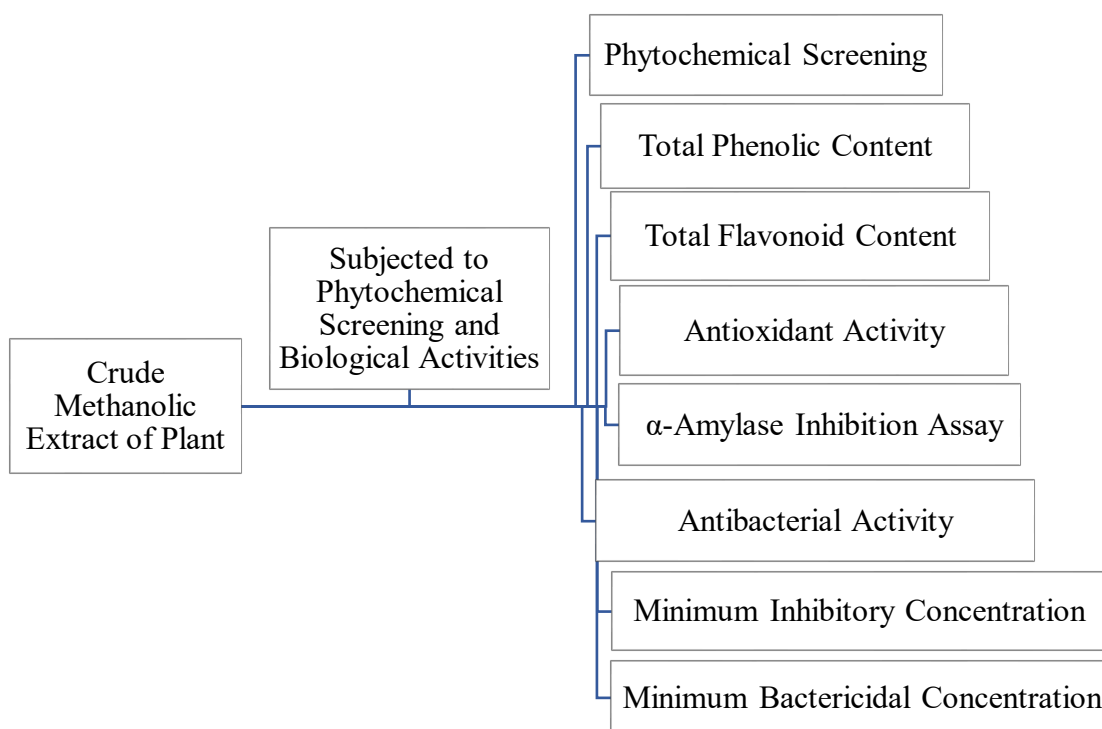 Crude
Methanolic
Extract of Plant
Subjected to
Phytochemical
Screening and
Biological Activities
Phytochemical Screening
Total Phenolic Content
Total Flavonoid Content
Antioxidant Activity
α-Amylase Inhibition Assay
Antibacterial Activity
Minimum Inhibitory Concentration
Minimum Bactericidal Concentration